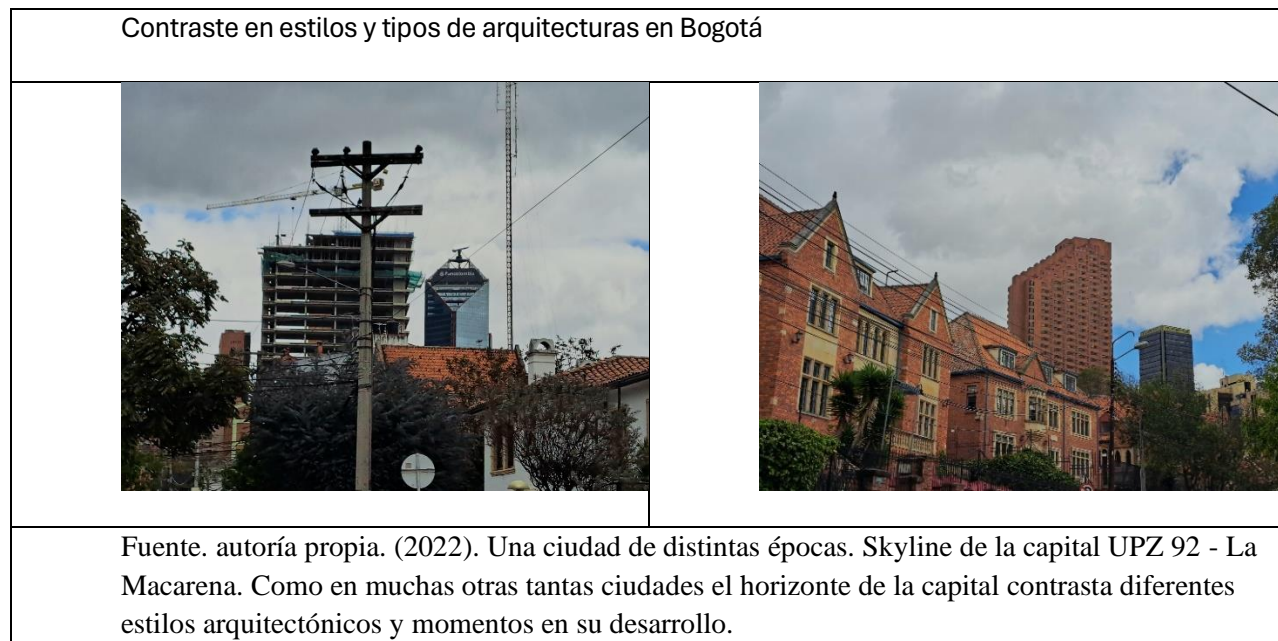 Contraste en estilos y tipos de arquitecturas en Bogotá
Fuente. autoría propia. (2022). Una ciudad de distintas épocas. Skyline de la capital UPZ 92 - La
Macarena. Como en muchas otras tantas ciudades el horizonte de la capital contrasta diferentes
estilos arquitectónicos y momentos en su desarrollo.